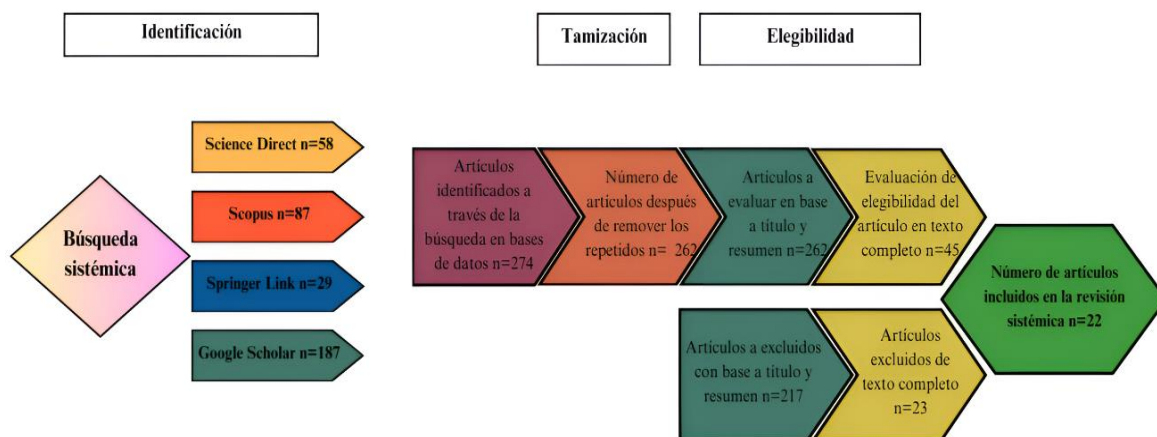 Identificación
Tamización
Elegibilidad
Búsqueda
sistémica
Science Direct n=58
Scopus n=87
Springer Link n=29
Google Scholar n=187
Artículos
identificados a
través de la
búsqueda en bases
de datos n=274
Número de
artículos después
de remover los
repetidos n= 262
Artículos a
evaluar en base
a título y
resumen n=262
Evaluación de
elegibilidad del
artículo en texto
completo n=45
Artículos a excluidos
con base a titulo y
resumen n=217
Artículos
excluidos de
texto completo
n=23
Número de artículos
incluidos en la revisión
sistémica n=22